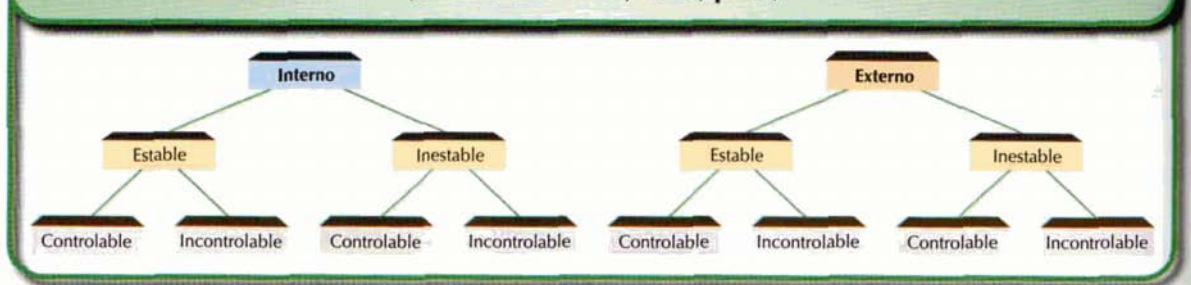 Interno Externo
Estable Inestable Estable Inestable
Controlable Incontrolable Controlable Incontrolable Controlable Incontrolable Controlable Incontrolable